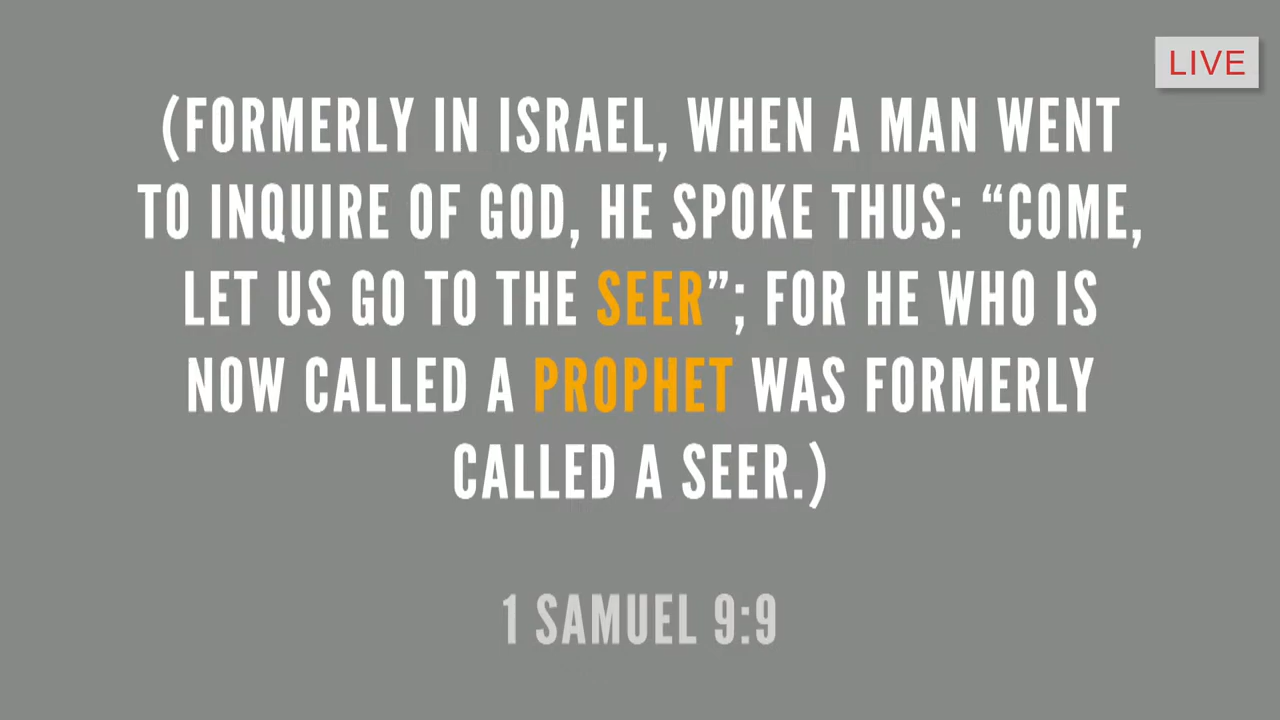 LIVE
(FORMERLY IN ISRAEL, WHEN A MAN WENT
TO INQUIRE OF GOD, HE SPOKE THUS: “COME,
LET US GO TO THE SEER”; FOR HE WHO IS
NOW CALLED A PROPHET WAS FORMERLY
CALLED A SEER.)
1 SAMUEL 9:9